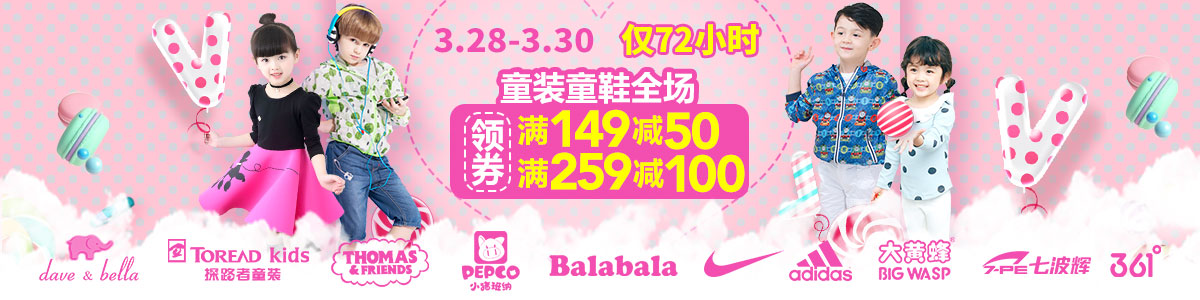 3.28-3.30 仅72小时
童装童鞋全场
领券
满149减50
满259减100
dave & bella
TOREAD kids
探路者童装
THOMAS
& FRIENDS
PEPCO
小猪班纳
Balabala
adidas
大黄蜂
BIG WASP
7-PE七波辉
361°